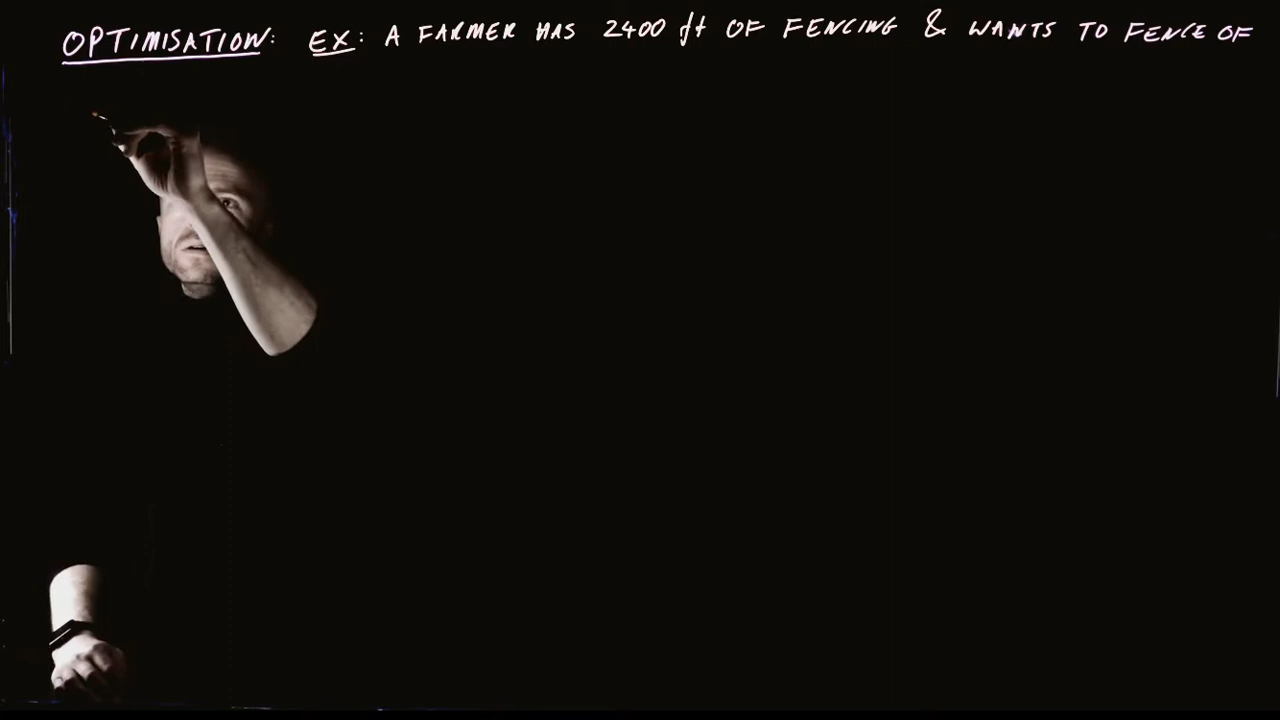 OPTIMISATION: EX: A FARMER HAS 2400 ft OF FENCING & WANTS TO FENCE OF